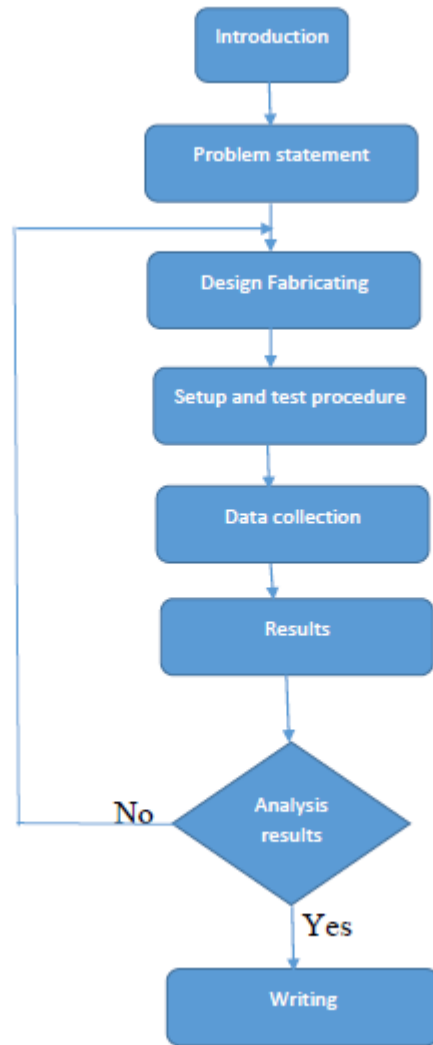 Introduction
Problem statement
Design Fabricating
Setup and test procedure
Data collection
Results
Analysis
results
No
Yes
Writing